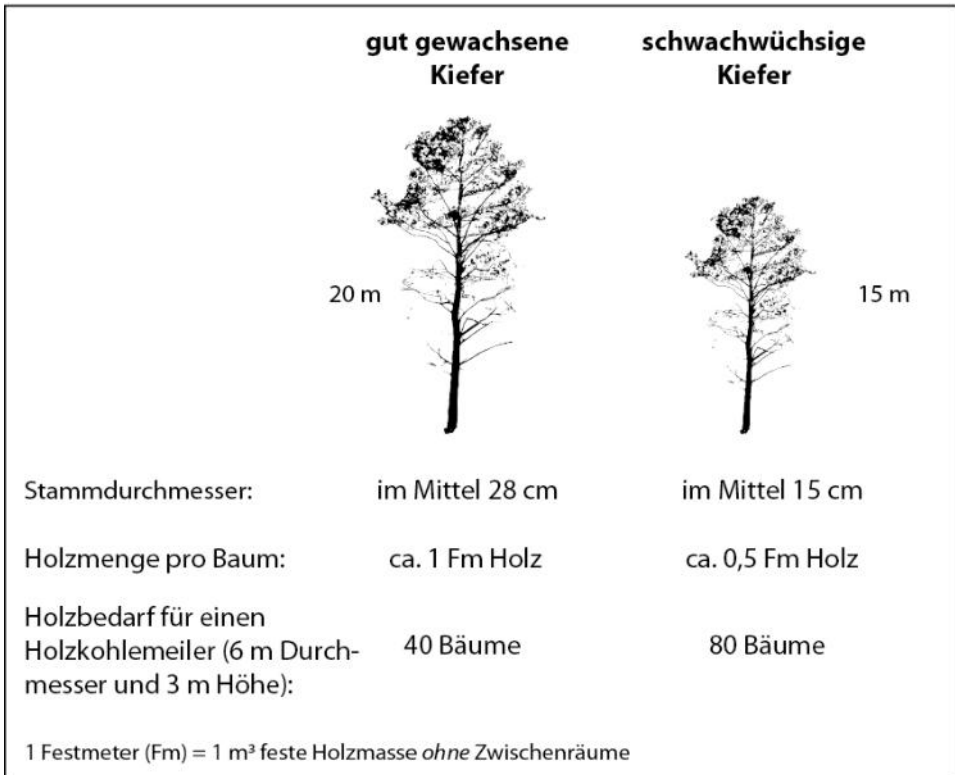 gut gewachsene Kiefer
schwachwüchsige Kiefer
20 m
15 m
Stammdurchmesser: im Mittel 28 cm im Mittel 15 cm
Holzmenge pro Baum: ca. 1 Fm Holz ca. 0,5 Fm Holz
Holzbedarf für einen
Holzkohlemeiler (6 m Durch- 40 Bäume 80 Bäume
messer und 3 m Höhe):
1 Festmeter (Fm) = 1 m³ feste Holzmasse ohne Zwischenräume